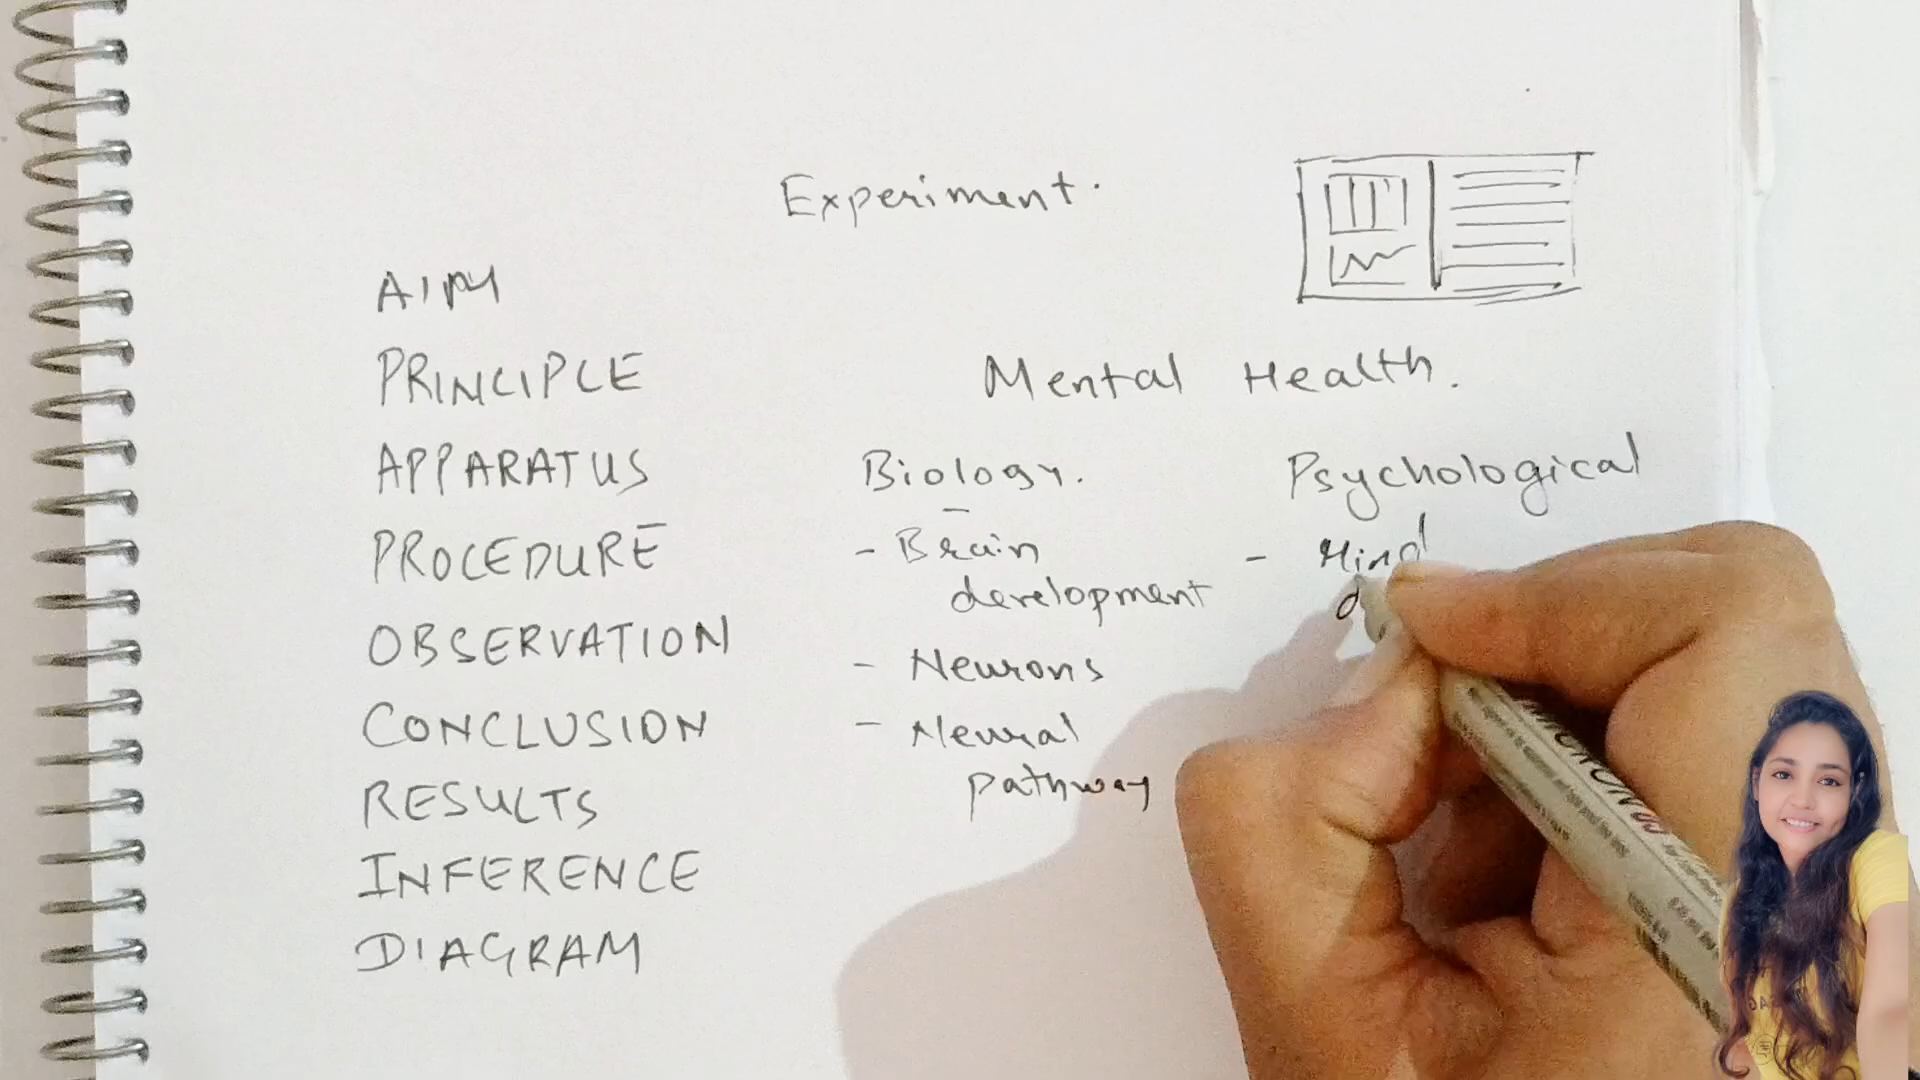 Experiment.
AIM
PRINCIPLE
APPARATUS
PROCEDURE
OBSERVATION
CONCLUSION
RESULTS
INFERENCE
DIAGRAM
Mental Health.
Biology.
- Brain
development
- Neurons
- Neural
pathway
Psychological
- Mind
d